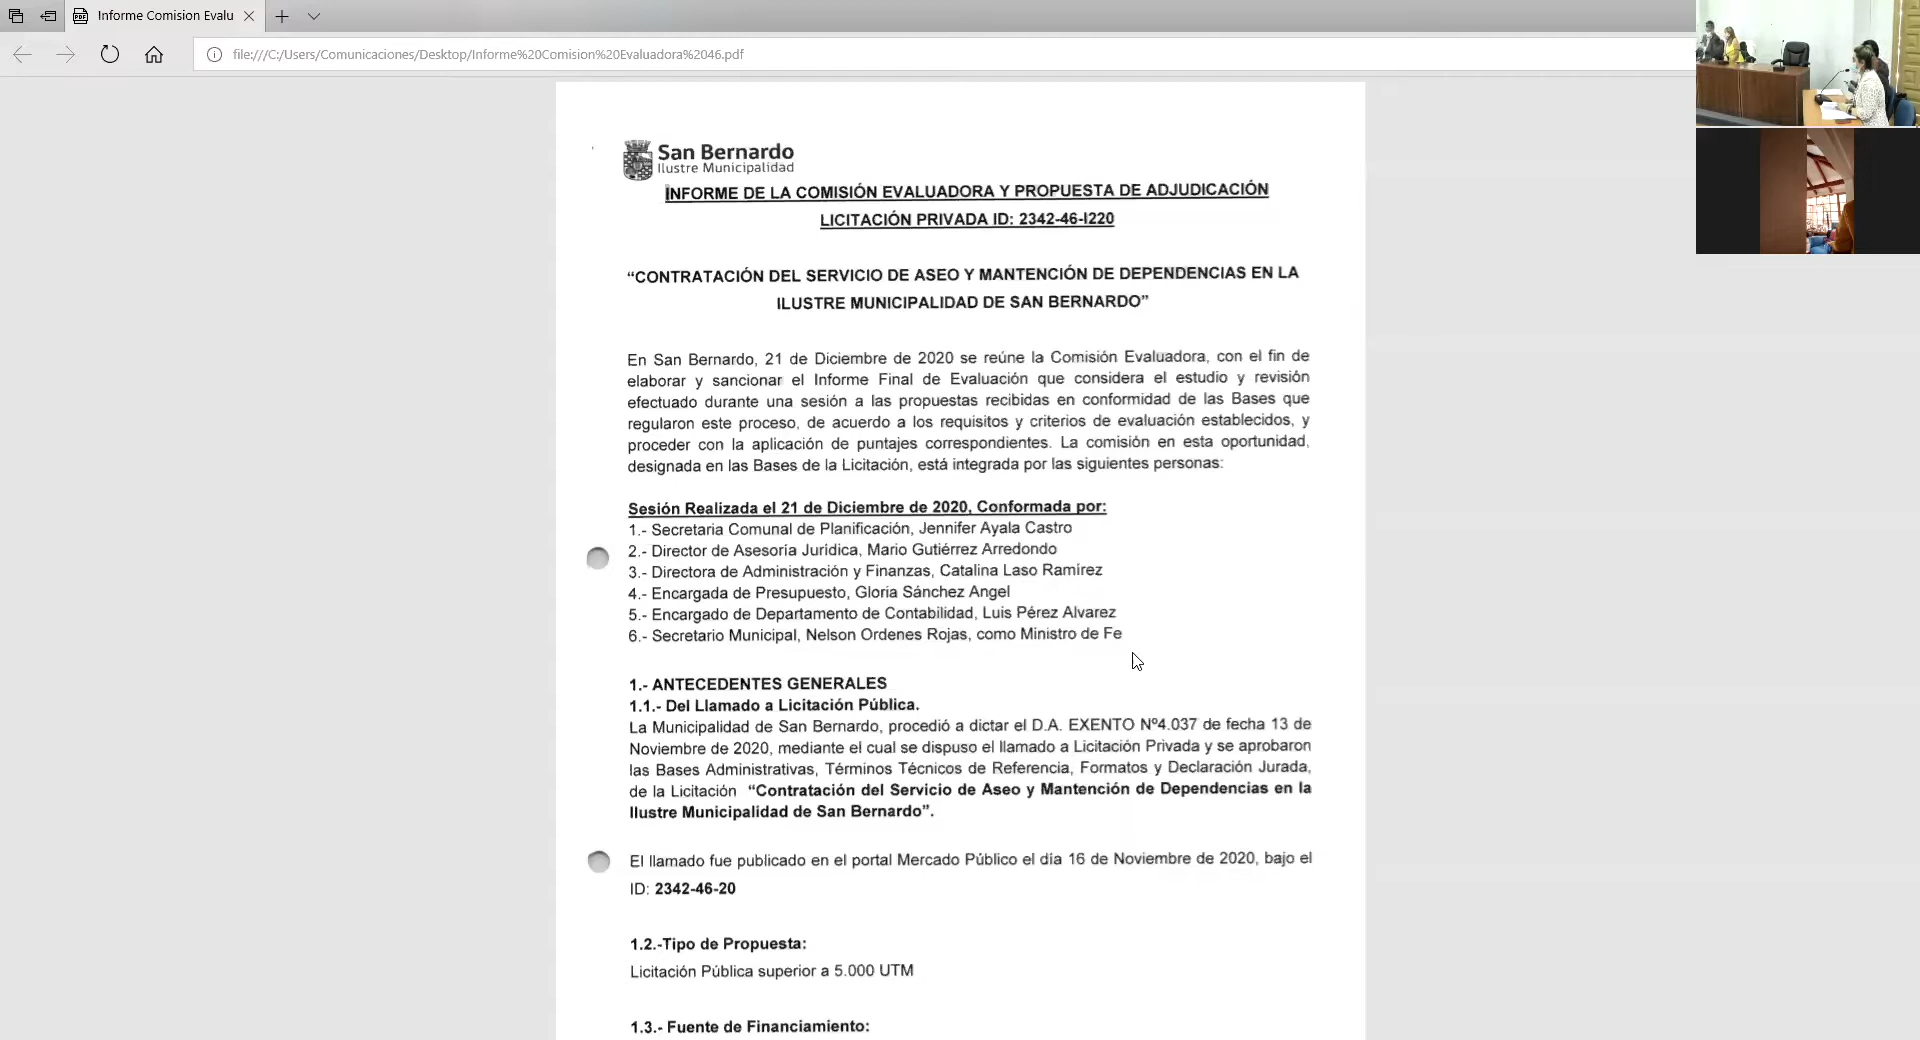 Informe Comision Evalu
file:///C:/Users/Comunicaciones/Desktop/Informe%20Comision%20Evaluadora%2046.pdf
San Bernardo
Ilustre Municipalidad
INFORME DE LA COMISIÓN EVALUADORA Y PROPUESTA DE ADJUDICACIÓN
LICITACIÓN PRIVADA ID: 2342-46-I220
“CONTRATACIÓN DEL SERVICIO DE ASEO Y MANTENCIÓN DE DEPENDENCIAS EN LA
ILUSTRE MUNICIPALIDAD DE SAN BERNARDO”
En San Bernardo, 21 de Diciembre de 2020 se reúne la Comisión Evaluadora, con el fin de
elaborar y sancionar el Informe Final de Evaluación que considera el estudio y revisión
efectuado durante una sesión a las propuestas recibidas en conformidad de las Bases que
regularon este proceso, de acuerdo a los requisitos y criterios de evaluación establecidos, y
proceder con la aplicación de puntajes correspondientes. La comisión en esta oportunidad,
designada en las Bases de la Licitación, está integrada por las siguientes personas:
Sesión Realizada el 21 de Diciembre de 2020, Conformada por:
1.- Secretaria Comunal de Planificación, Jennifer Ayala Castro
2.- Director de Asesoría Jurídica, Mario Gutiérrez Arredondo
3.- Directora de Administración y Finanzas, Catalina Laso Ramírez
4.- Encargada de Presupuesto, Gloria Sánchez Angel
5.- Encargado de Departamento de Contabilidad, Luis Pérez Alvarez
6.- Secretario Municipal, Nelson Ordenes Rojas, como Ministro de Fe
1.- ANTECEDENTES GENERALES
1.1.- Del Llamado a Licitación Pública.
La Municipalidad de San Bernardo, procedió a dictar el D.A. EXENTO Nº4.037 de fecha 13 de
Noviembre de 2020, mediante el cual se dispuso el llamado a Licitación Privada y se aprobaron
las Bases Administrativas, Términos Técnicos de Referencia, Formatos y Declaración Jurada,
de la Licitación “Contratación del Servicio de Aseo y Mantención de Dependencias en la
Ilustre Municipalidad de San Bernardo”.
El llamado fue publicado en el portal Mercado Público el día 16 de Noviembre de 2020, bajo el
ID: 2342-46-20
1.2.-Tipo de Propuesta:
Licitación Pública superior a 5.000 UTM
1.3.- Fuente de Financiamiento: